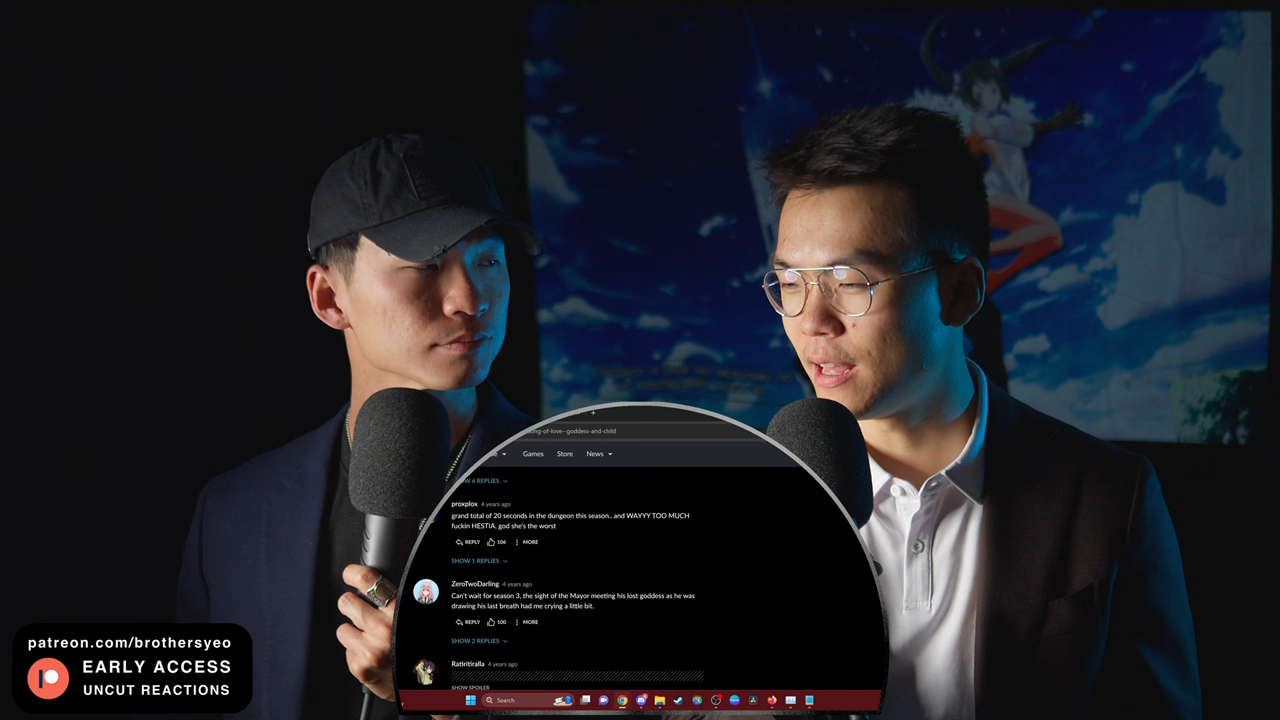 ing-of-love--goddess-and-child
Games Store News
6 REPLIES
proxplox 4 years ago
grand total of 20 seconds in the dungeon this season.. and WAYYY TOO MUCH
fuckin HESTIA. god she's the worst
REPLY 106 MORE
SHOW 1 REPLIES
ZeroTwoDarling 4 years ago
Can't wait for season 3, the sight of the Mayor meeting his lost goddess as he was
drawing his last breath had me crying a little bit.
REPLY 100 MORE
SHOW 2 REPLIES
Ratiritiralla 4 years ago
SHOW SPOILER
Search
patreon.com/brothersyeo
EARLY ACCESS
UNCUT REACTIONS